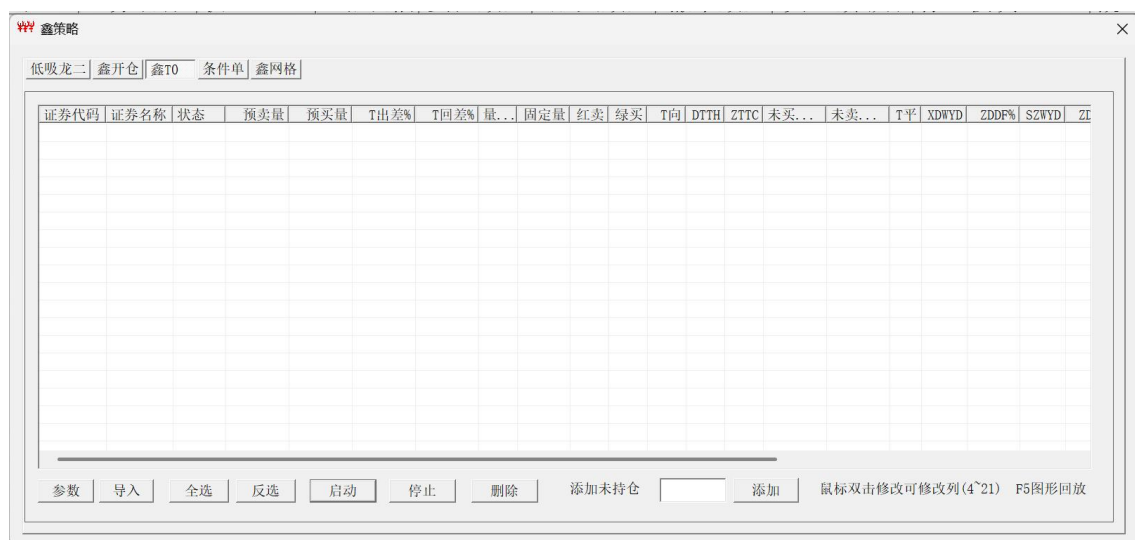 鑫策略
低吸龙二 鑫开仓 鑫T0 条件单 鑫网格
证券代码 证券名称 状态 预卖量 预买量 T出差% T回差% 量... 固定量 红卖 绿买 T向 DTTH ZTTC 未买... 未卖... T平 XDWYD ZDDF% SZWYD ZD
参数 导入 全选 反选 启动 停止 删除 添加未持仓 添加 鼠标双击修改可修改列(4~21) F5图形回放